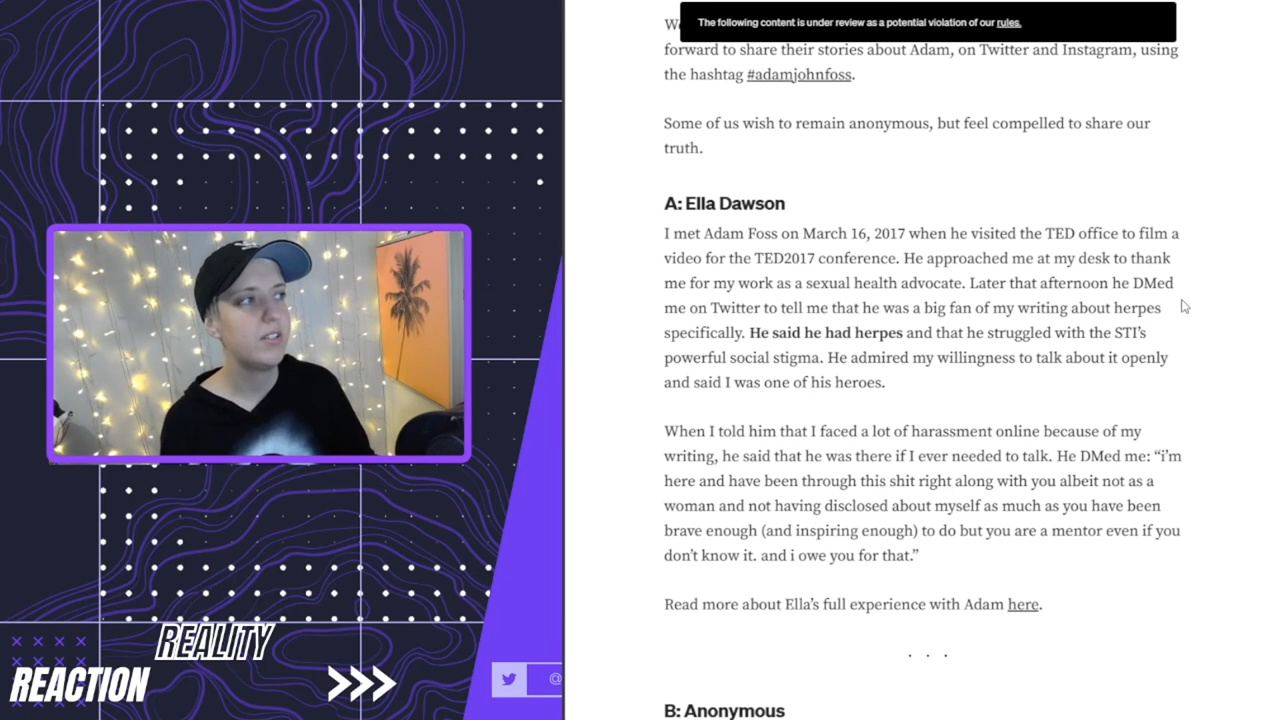 The following content is under review as a potential violation of our rules.
forward to share their stories about Adam, on Twitter and Instagram, using
the hashtag #adamjohnfoss.
Some of us wish to remain anonymous, but feel compelled to share our
truth.
A: Ella Dawson
I met Adam Foss on March 16, 2017 when he visited the TED office to film a
video for the TED2017 conference. He approached me at my desk to thank
me for my work as a sexual health advocate. Later that afternoon he DMed
me on Twitter to tell me that he was a big fan of my writing about herpes
specifically. He said he had herpes and that he struggled with the STI’s
powerful social stigma. He admired my willingness to talk about it openly
and said I was one of his heroes.
When I told him that I faced a lot of harassment online because of my
writing, he said that he was there if I ever needed to talk. He DMed me: “i’m
here and have been through this shit right along with you albeit not as a
woman and not having disclosed about myself as much as you have been
brave enough (and inspiring enough) to do but you are a mentor even if you
don’t know it. and i owe you for that.”
Read more about Ella’s full experience with Adam here.
. . .
B: Anonymous
REALITY
REACTION
@